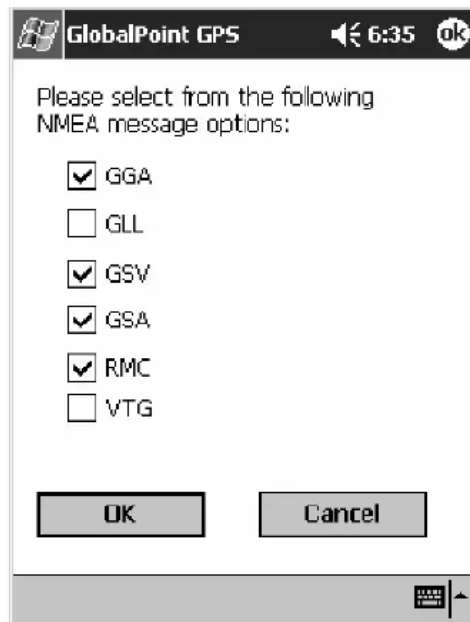 GlobalPoint GPS 6:35 ok
Please select from the following
NMEA message options:
GGA
GLL
GSV
GSA
RMC
VTG
OK Cancel